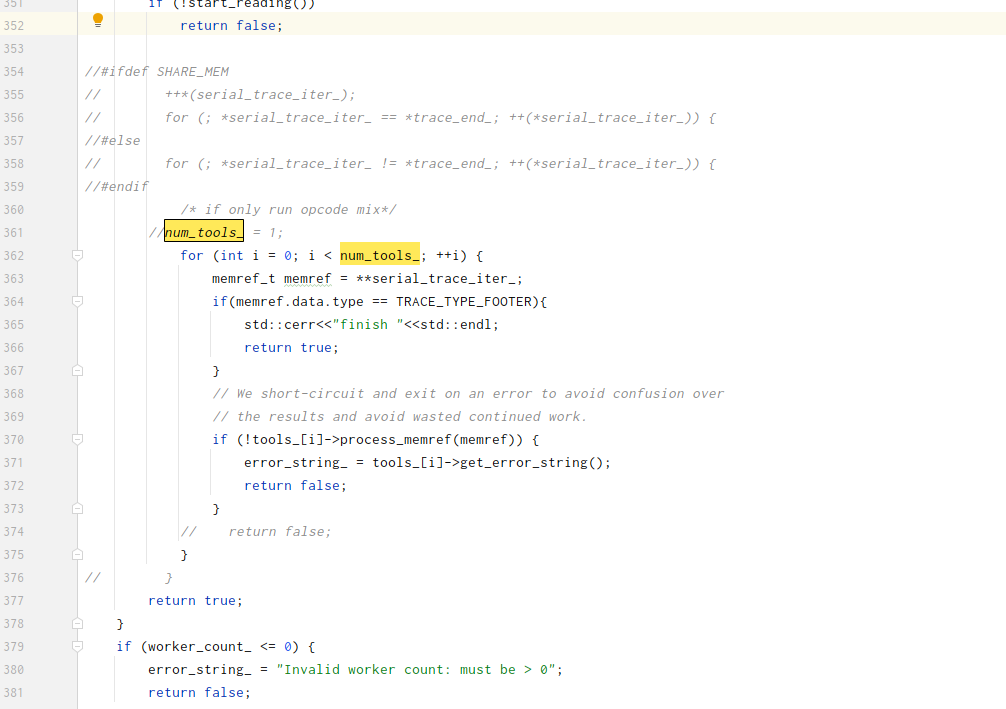 351 if (!start_reading())
352 return false;
353
354 //#ifdef SHARE_MEM
355 // ++*(serial_trace_iter_);
356 // for (; *serial_trace_iter_ == *trace_end_; ++(*serial_trace_iter_)) {
357 //#else
358 // for (; *serial_trace_iter_ != *trace_end_; ++(*serial_trace_iter_)) {
359 //#endif
360 /* if only run opcode mix*/
361 //num_tools_ = 1;
362 for (int i = 0; i < num_tools_; ++i) {
363 memref_t memref = **serial_trace_iter_;
364 if(memref.data.type == TRACE_TYPE_FOOTER){
365 std::cerr<<"finish "<<std::endl;
366 return true;
367 }
368 // We short-circuit and exit on an error to avoid confusion over
369 // the results and avoid wasted continued work.
370 if (!tools_[i]->process_memref(memref)) {
371 error_string_ = tools_[i]->get_error_string();
372 return false;
373 }
374 // return false;
375 }
376 // }
377 return true;
378 }
379 if (worker_count_ <= 0) {
380 error_string_ = "Invalid worker count: must be > 0";
381 return false;